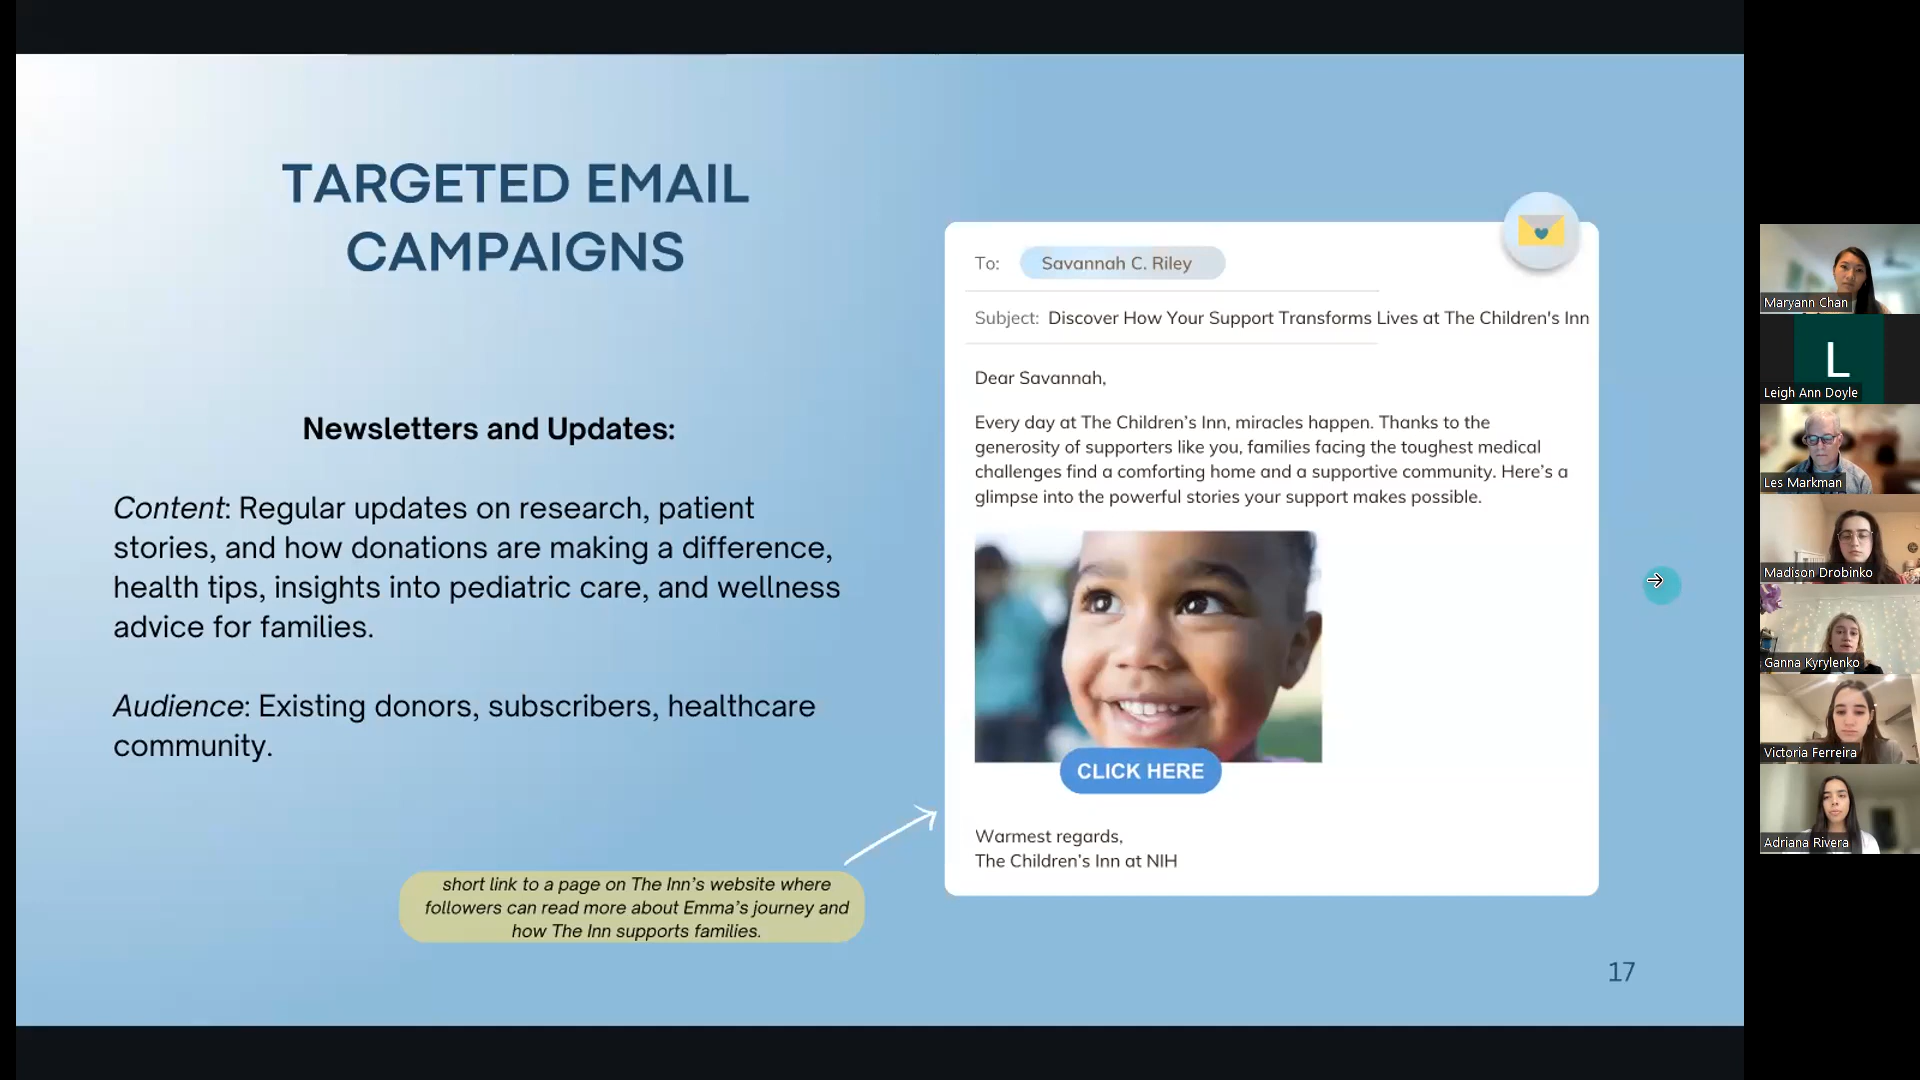 TARGETED EMAIL
CAMPAIGNS
Newsletters and Updates:
Content: Regular updates on research, patient
stories, and how donations are making a difference,
health tips, insights into pediatric care, and wellness
advice for families.
Audience: Existing donors, subscribers, healthcare
community.
short link to a page on The Inn's website where
followers can read more about Emma's journey and
how The Inn supports families.
To: Savannah C. Riley
Subject: Discover How Your Support Transforms Lives at The Children's Inn
Dear Savannah,
Every day at The Children's Inn, miracles happen. Thanks to the
generosity of supporters like you, families facing the toughest medical
challenges find a comforting home and a supportive community. Here's a
glimpse into the powerful stories your support makes possible.
CLICK HERE
Warmest regards,
The Children's Inn at NIH
17
Maryann Chan
L
Leigh Ann Doyle
Les Markman
Madison Drobinko
Ganna Kyrylenko
Victoria Ferreira
Adriana Rivera